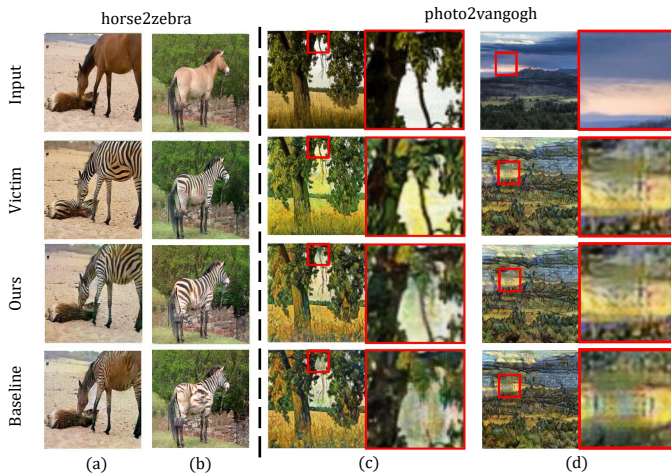 horse2zebra photo2vangogh
Input
Victim
Ours
Baseline
(a) (b) (c) (d)